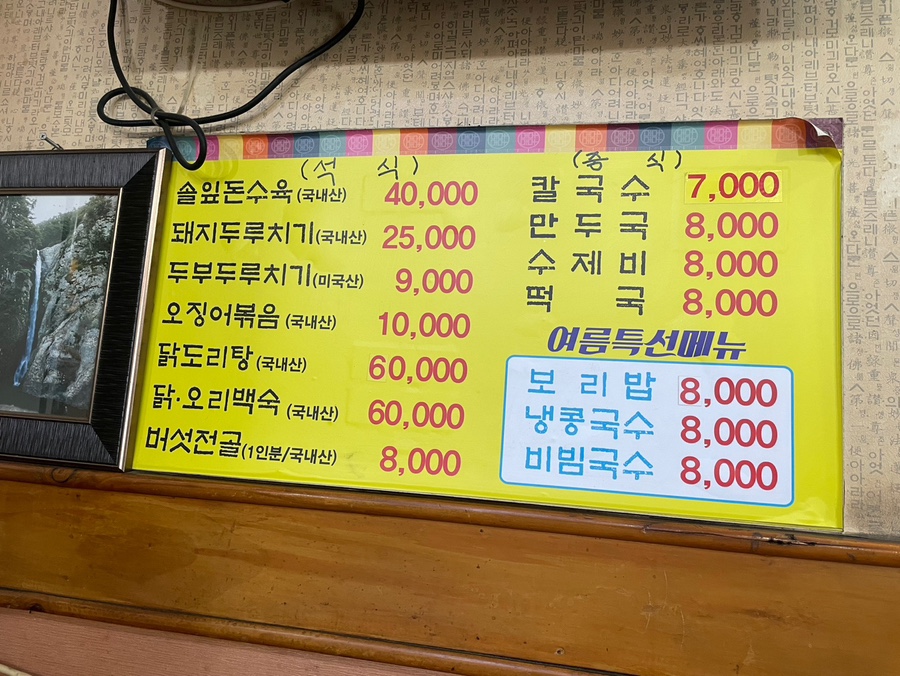 (석 식)
솔잎돈수육(국내산) 40,000
돼지두루치기(국내산) 25,000
두부두루치기(미국산) 9,000
오징어볶음 (국내산) 10,000
닭도리탕(국내산) 60,000
닭·오리백숙 (국내산) 60,000
버섯전골(1인분/국내산) 8,000
(중 식)
칼국수 7,000
만두국 8,000
수제비 8,000
떡국 8,000
여름특선메뉴
보리밥 8,000
냉콩국수 8,000
비빔국수 8,000